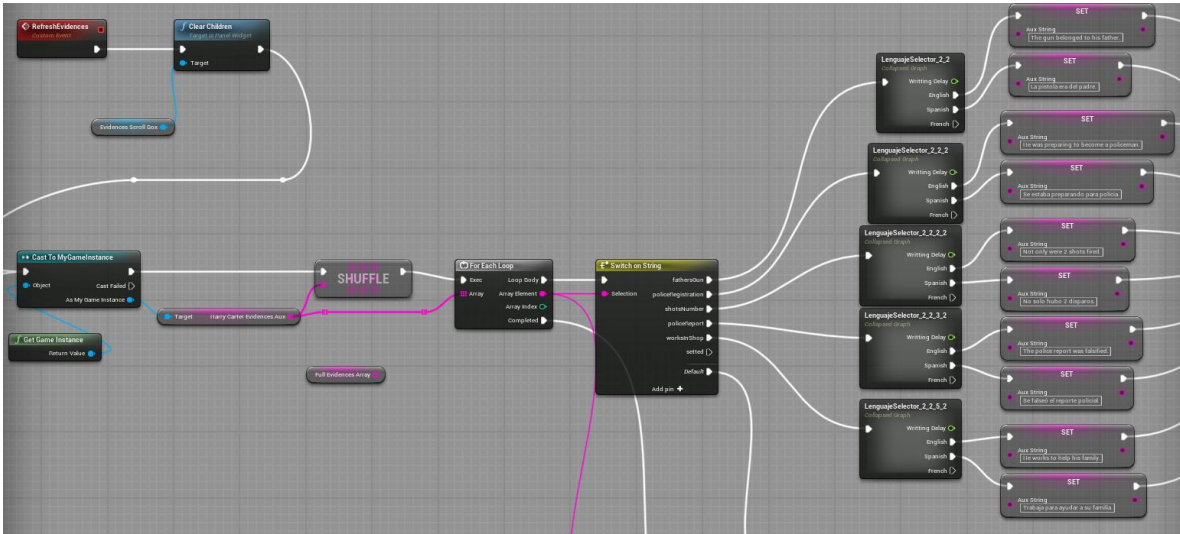 RefreshEvidences
Custom Event
Clear Children
Target is Panel Widget
Target
Evidences Scroll Box
Cast To MyGameInstance
Object
Cast Failed
As My Game Instance
Get Game Instance
Return Value
Target
Harry Carter Evidences Aux
SHUFFLE
Full Evidences Array
For Each Loop
Exec
Loop Body
Array
Array Element
Array Index
Completed
Switch on String
Selection
fathersGun
policeRegistration
shotsNumber
policeReport
worksInShop
setted
Default
Add pin +
LenguajeSelector_2_2
Collapsed Graph
Writting Delay
English
Spanish
French
LenguajeSelector_2_2_2
Collapsed Graph
Writting Delay
English
Spanish
French
LenguajeSelector_2_2_2_2
Writting Delay
English
Spanish
French
LenguajeSelector_2_2_3_2
Collapsed Graph
Writting Delay
English
Spanish
French
LenguajeSelector_2_2_5_2
Collapsed Graph
Writting Delay
English
Spanish
French
SET
Aux String
The gun belonged to his father.
SET
Aux String
La pistola era del padre.
SET
Aux String
He was preparing to become a policeman.
SET
Aux String
Se estaba preparando para policia.
SET
Aux String
Not only were 2 shots fired.
SET
Aux String
No solo hubo 2 disparos.
SET
Aux String
The police report was falsified.
SET
Aux String
Se falseó el reporte policial.
SET
Aux String
He works to help his family.
SET
Aux String
Trabaja para ayudar a su familia.